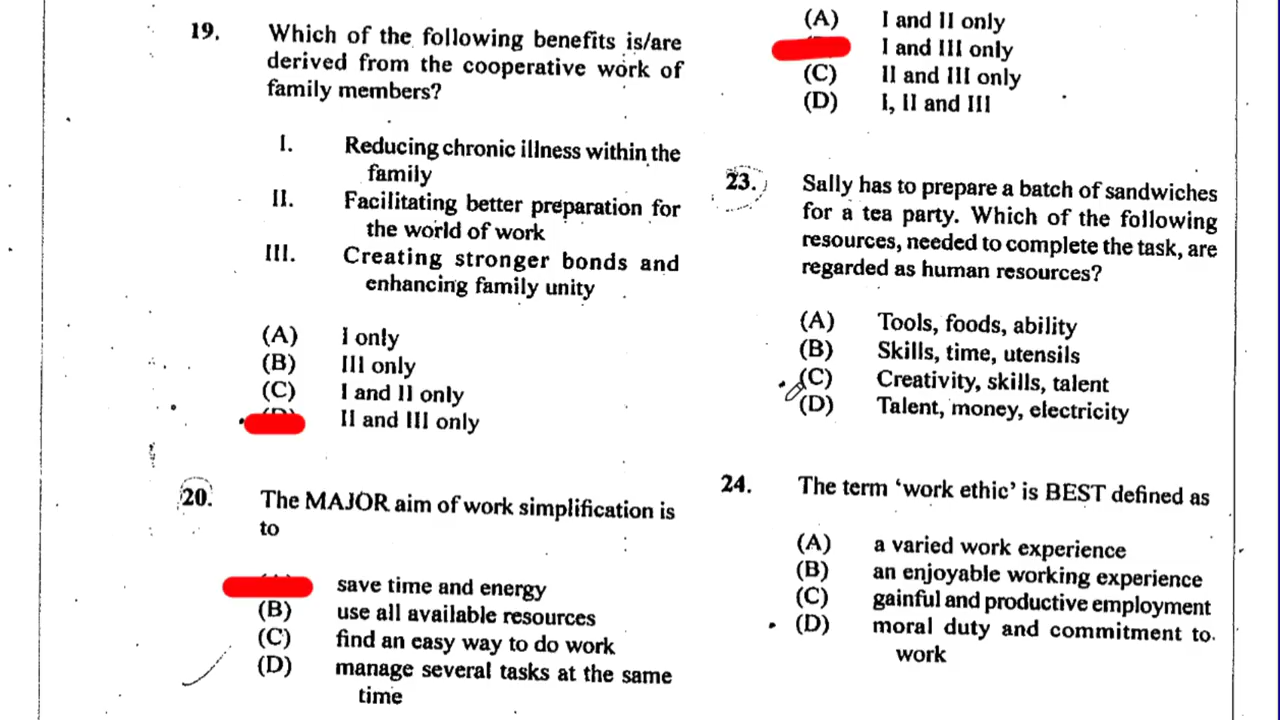 19. Which of the following benefits is/are
derived from the cooperative work of
family members?
I. Reducing chronic illness within the
family
II. Facilitating better preparation for
the world of work
III. Creating stronger bonds and
enhancing family unity
(A) I only
(B) III only
(C) I and II only
II and III only
20. The MAJOR aim of work simplification is
to
save time and energy
(B) use all available resources
(C) find an easy way to do work
(D) manage several tasks at the same
time
(A) I and II only
I and III only
(C) II and III only
(D) I, II and III
23. Sally has to prepare a batch of sandwiches
for a tea party. Which of the following
resources, needed to complete the task, are
regarded as human resources?
(A) Tools, foods, ability
(B) Skills, time, utensils
(C) Creativity, skills, talent
(D) Talent, money, electricity
24. The term ‘work ethic’ is BEST defined as
(A) a varied work experience
(B) an enjoyable working experience
(C) gainful and productive employment
(D) moral duty and commitment to
work